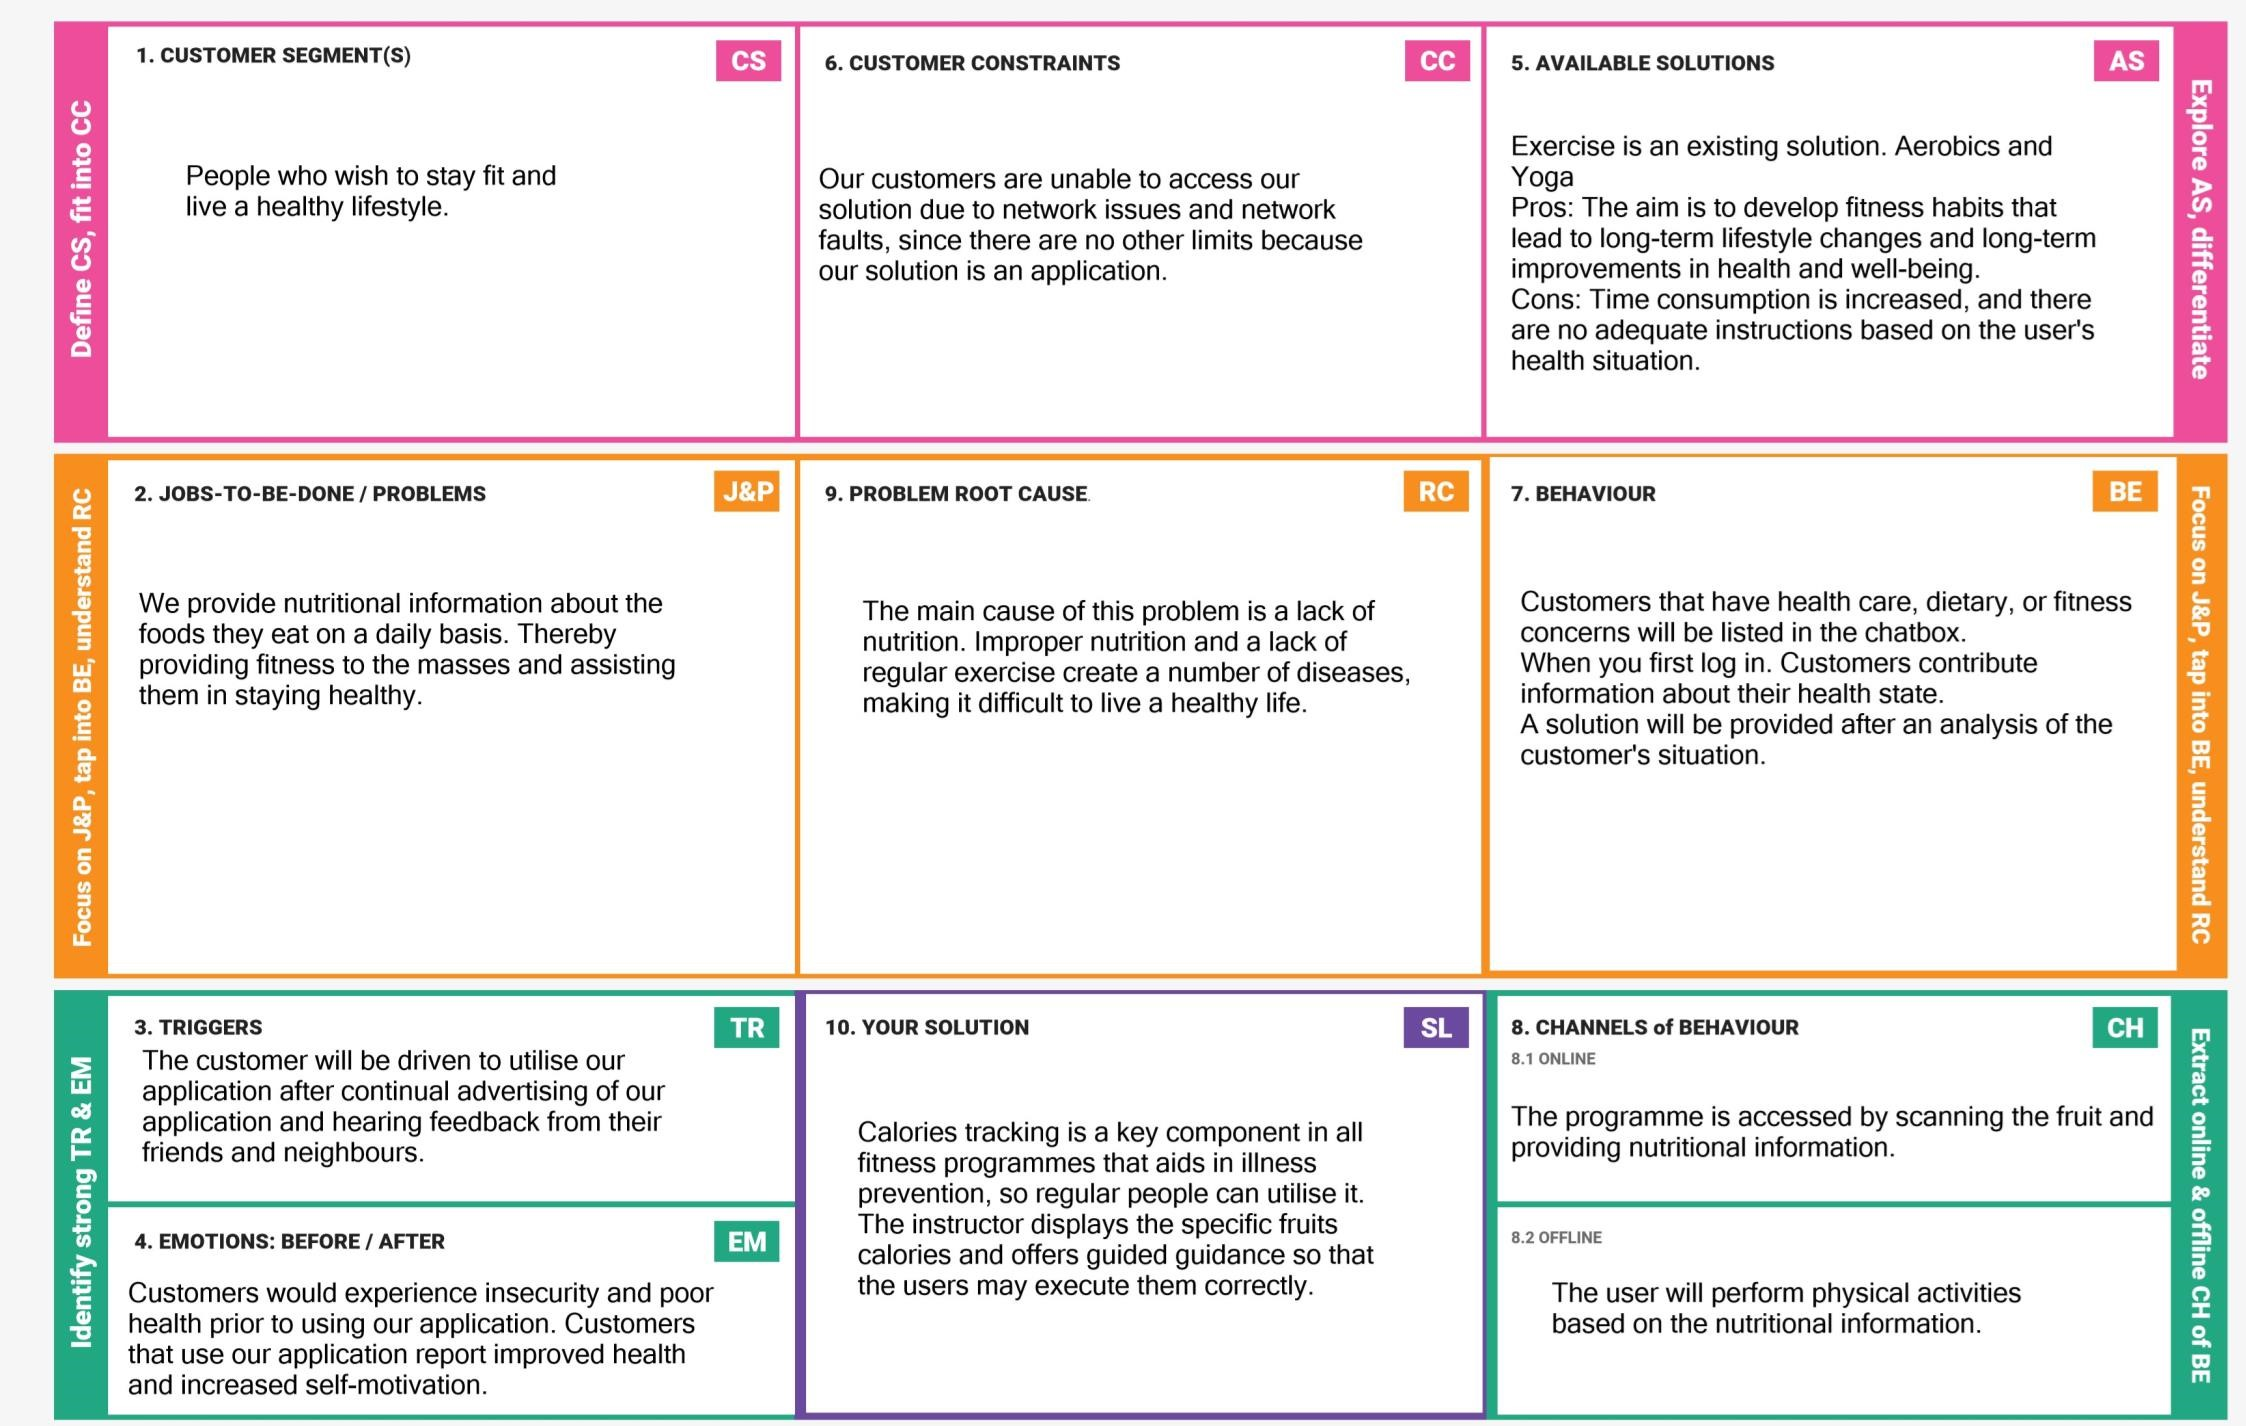 Define CS, fit into CC
1. CUSTOMER SEGMENT(S)
CS
People who wish to stay fit and
live a healthy lifestyle.
6. CUSTOMER CONSTRAINTS
CC
Our customers are unable to access our
solution due to network issues and network
faults, since there are no other limits because
our solution is an application.
5. AVAILABLE SOLUTIONS
AS
Exercise is an existing solution. Aerobics and
Yoga
Pros: The aim is to develop fitness habits that
lead to long-term lifestyle changes and long-term
improvements in health and well-being.
Cons: Time consumption is increased, and there
are no adequate instructions based on the user's
health situation.
Explore AS, differentiate
Focus on J&P, tap into BE, understand RC
2. JOBS-TO-BE-DONE / PROBLEMS
J&P
We provide nutritional information about the
foods they eat on a daily basis. Thereby
providing fitness to the masses and assisting
them in staying healthy.
9. PROBLEM ROOT CAUSE.
RC
The main cause of this problem is a lack of
nutrition. Improper nutrition and a lack of
regular exercise create a number of diseases,
making it difficult to live a healthy life.
7. BEHAVIOUR
BE
Customers that have health care, dietary, or fitness
concerns will be listed in the chatbox.
When you first log in. Customers contribute
information about their health state.
A solution will be provided after an analysis of the
customer's situation.
Focus on J&P, tap into BE, understand RC
Identify strong TR & EM
3. TRIGGERS
TR
The customer will be driven to utilise our
application after continual advertising of our
application and hearing feedback from their
friends and neighbours.
4. EMOTIONS: BEFORE / AFTER
EM
Customers would experience insecurity and poor
health prior to using our application. Customers
that use our application report improved health
and increased self-motivation.
10. YOUR SOLUTION
SL
Calories tracking is a key component in all
fitness programmes that aids in illness
prevention, so regular people can utilise it.
The instructor displays the specific fruits
calories and offers guided guidance so that
the users may execute them correctly.
8. CHANNELS of BEHAVIOUR
CH
8.1 ONLINE
The programme is accessed by scanning the fruit and
providing nutritional information.
8.2 OFFLINE
The user will perform physical activities
based on the nutritional information.
Extract online & offline CH of BE